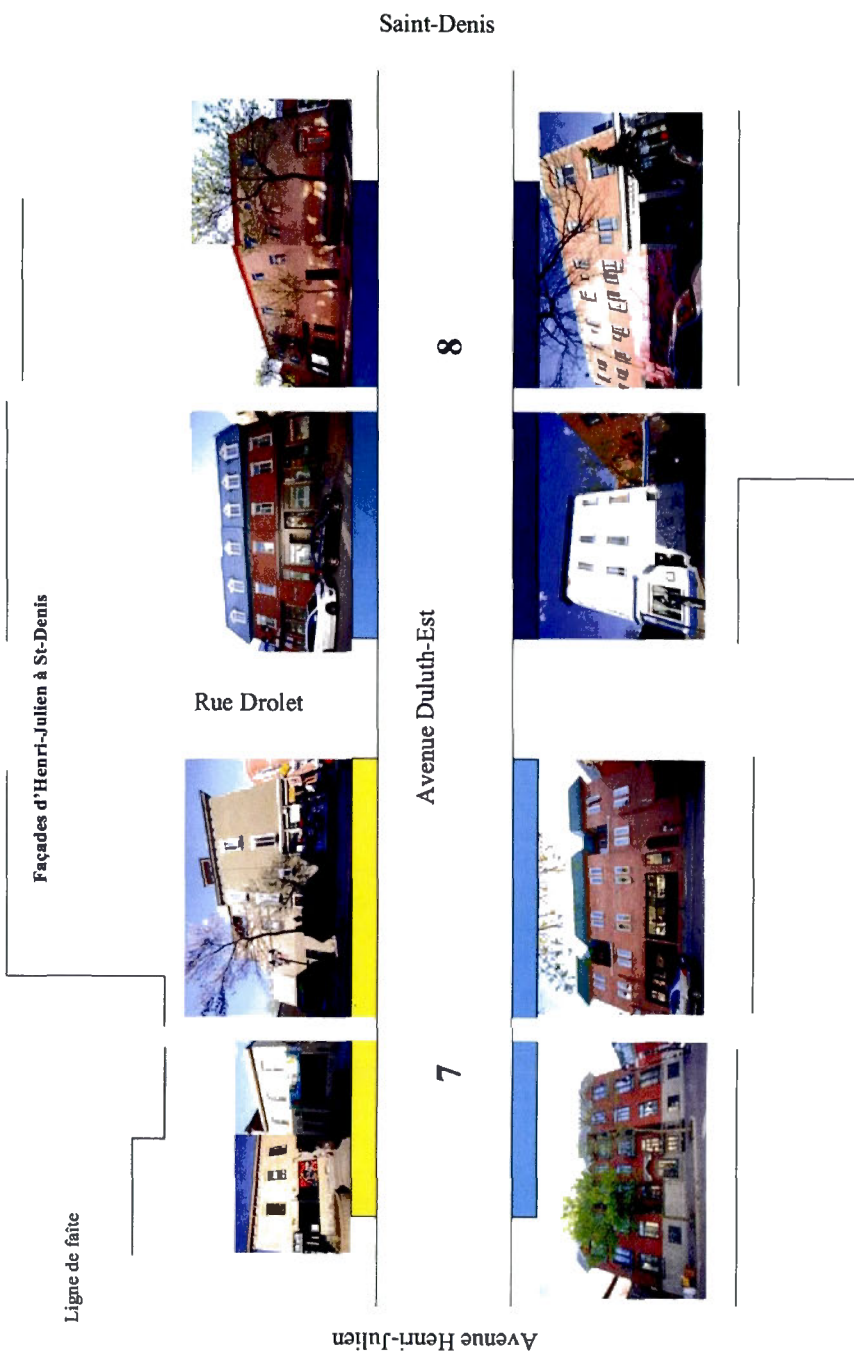 Saint-Denis
Façades d'Henri-Julien à St-Denis
Ligne de faîte
Rue Drolet
Avenue Duluth-Est
8
7
Avenue Henri-Julien